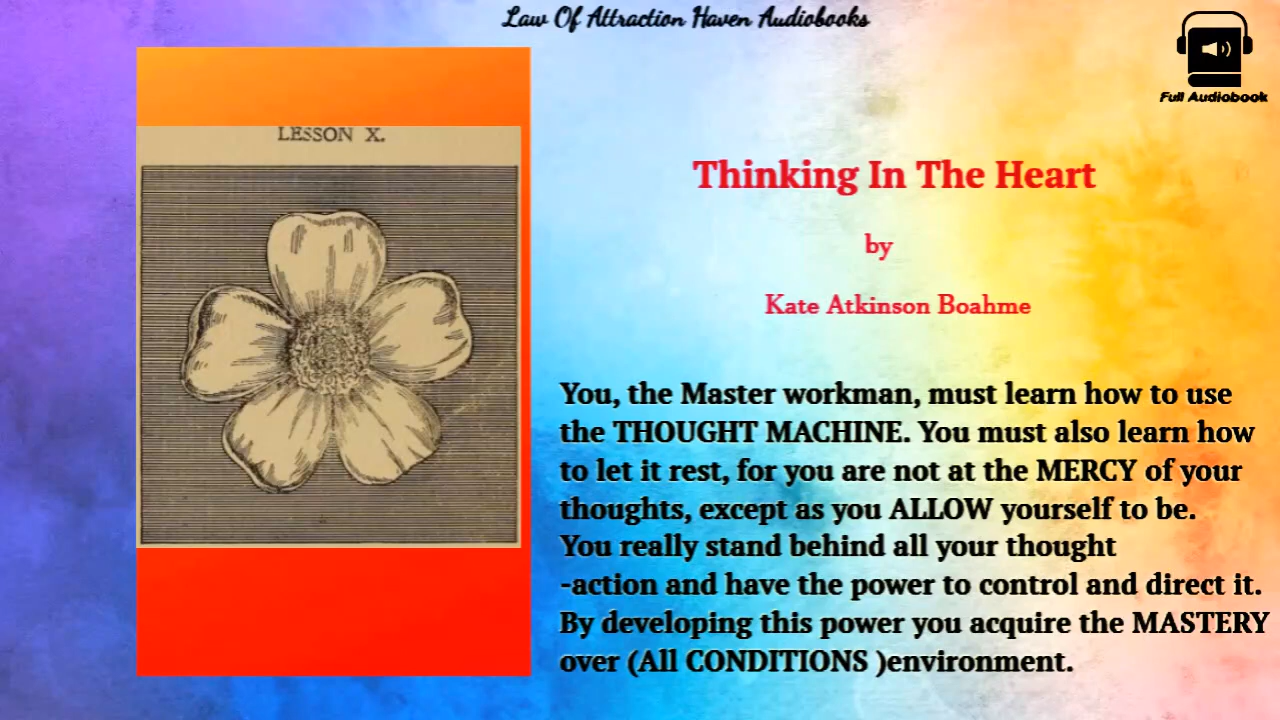 Law Of Attraction Haven Audiobooks
Full Audiobook
LESSON X.
Thinking In The Heart
by
Kate Atkinson Boahme
You, the Master workman, must learn how to use
the THOUGHT MACHINE. You must also learn how
to let it rest, for you are not at the MERCY of your
thoughts, except as you ALLOW yourself to be.
You really stand behind all your thought
-action and have the power to control and direct it.
By developing this power you acquire the MASTERY
over (All CONDITIONS )environment.